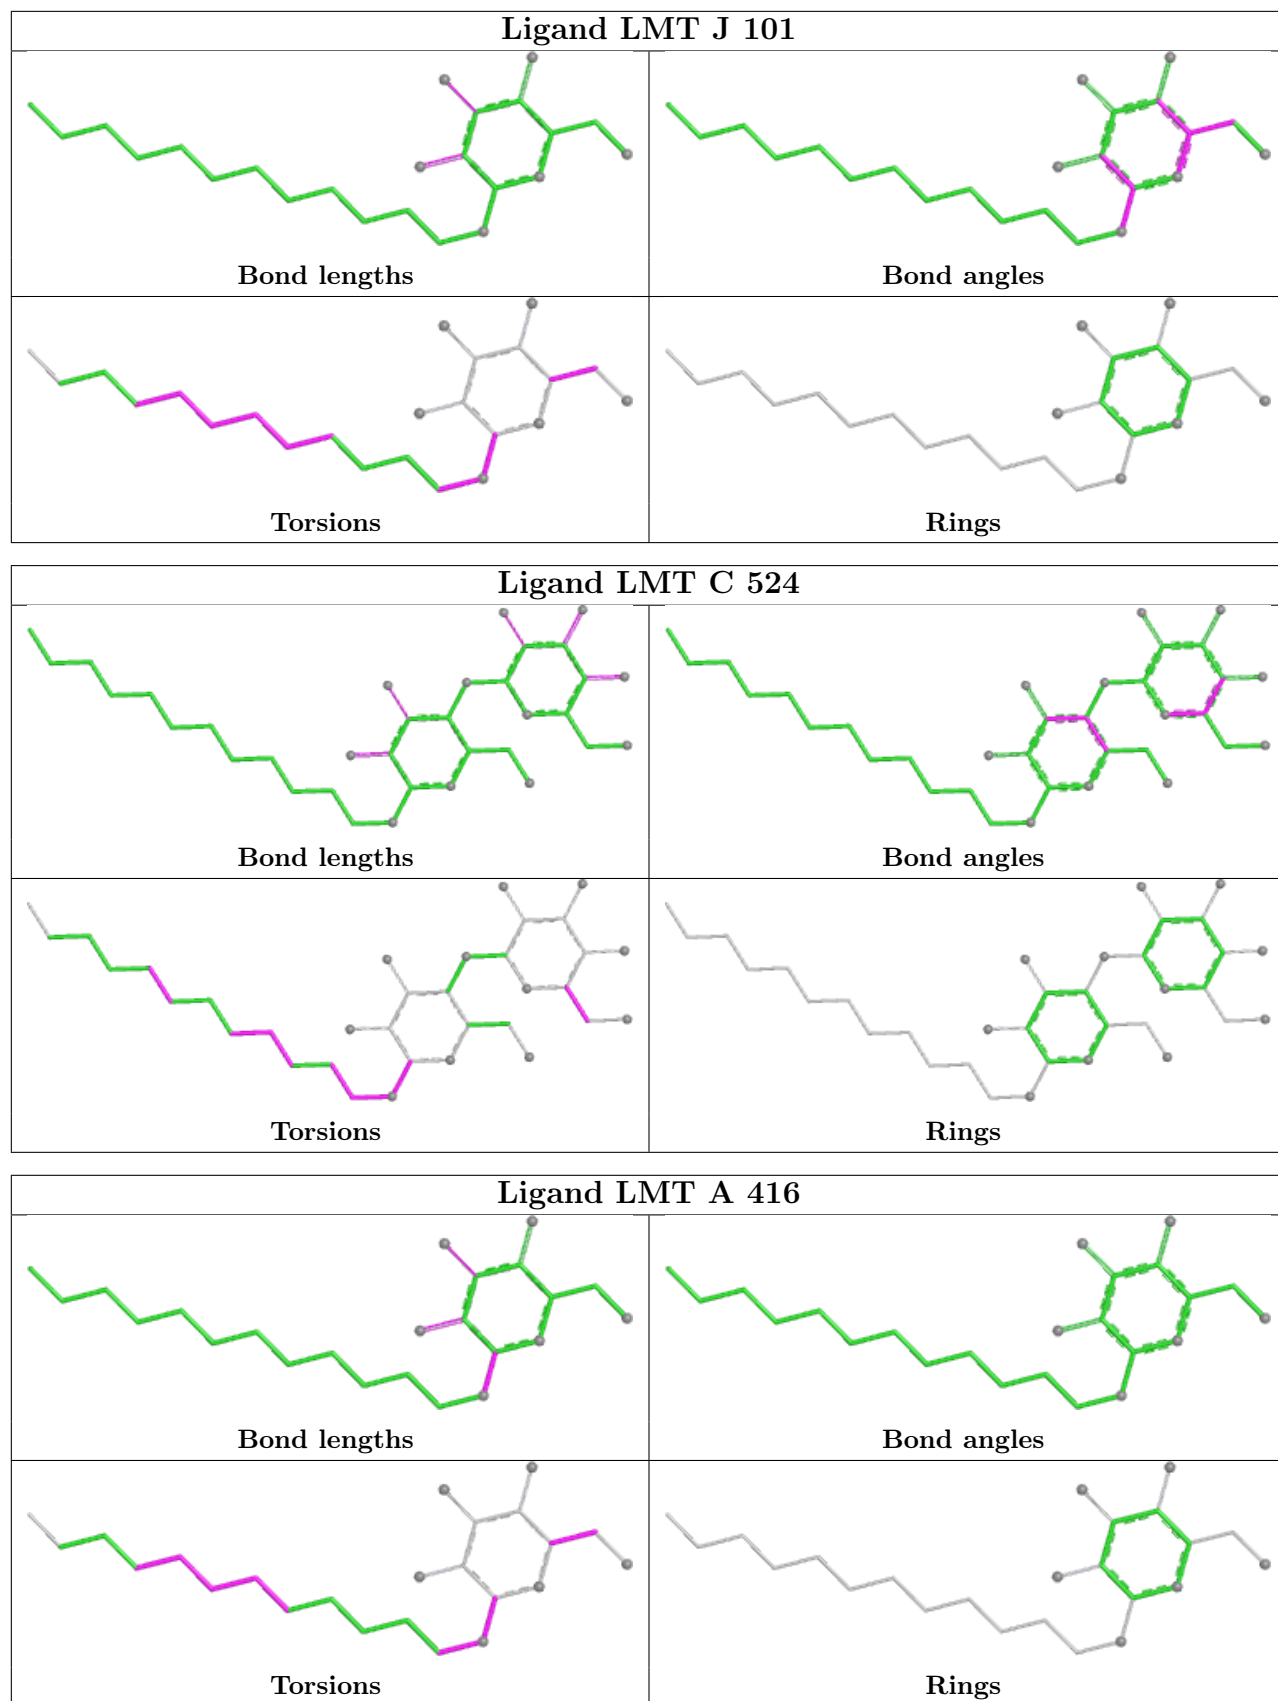 Ligand LMT J 101
Bond lengths
Bond angles
Torsions
Rings
Ligand LMT C 524
Bond lengths
Bond angles
Torsions
Rings
Ligand LMT A 416
Bond lengths
Bond angles
Torsions
Rings